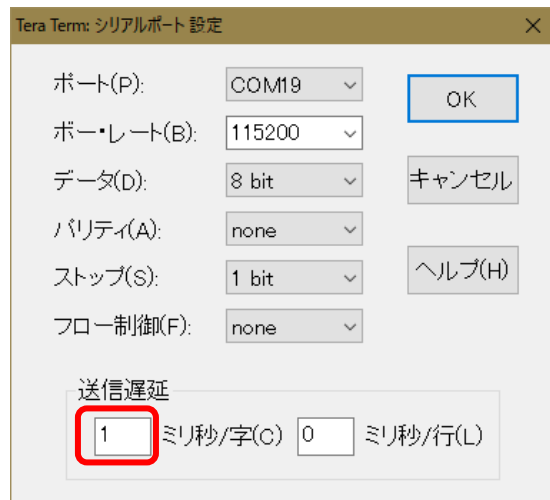 Tera Term: シリアルポート 設定
ポート(P): COM19 OK
ボー・レート(B): 115200
データ(D): 8 bit キャンセル
パリティ(A): none
ストップ(S): 1 bit ヘルプ(H)
フロー制御(F): none
送信遅延
1 ミリ秒/字(C) 0 ミリ秒/行(L)